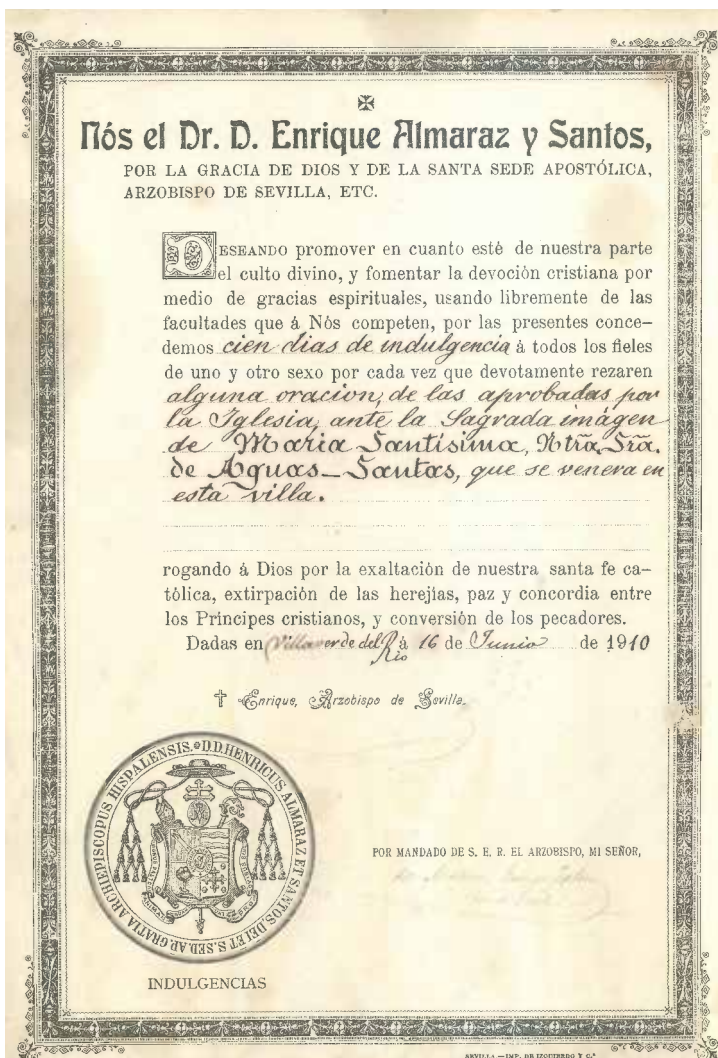 Nós el Dr. D. Enrique Almaraz y Santos,
POR LA GRACIA DE DIOS Y DE LA SANTA SEDE APOSTÓLICA,
ARZOBISPO DE SEVILLA, ETC.
DESEANDO promover en cuanto esté de nuestra parte
el culto divino, y fomentar la devoción cristiana por
medio de gracias espirituales, usando libremente de las
facultades que á Nós competen, por las presentes conce-
demos cien dias de indulgencia á todos los fieles
de uno y otro sexo por cada vez que devotamente rezaren
alguna oracion, de las aprobadas por
la Iglesia, ante la Sagrada imágen
de Maria Santisima, Ntrã. Srã.
de Aguas-Santas, que se venera en
esta villa.
rogando á Dios por la exaltación de nuestra santa fe ca-
tólica, extirpación de las herejías, paz y concordia entre
los Príncipes cristianos, y conversión de los pecadores.
Dadas en Villaverde del Rio á 16 de Junio de 1910
† Enrique, Arzobispo de Sevilla.
D.D. HENRICUS ALMARAZ ET SANTOS, DEI ET S. SED. AP. GRATIA ARCHIEPISCOPUS HISPALENSIS.
POR MANDADO DE S. E. R. EL ARZOBISPO, MI SEÑOR,
INDULGENCIAS
SEVILLA.—IMP. DE IZQUIERDO Y C.ª